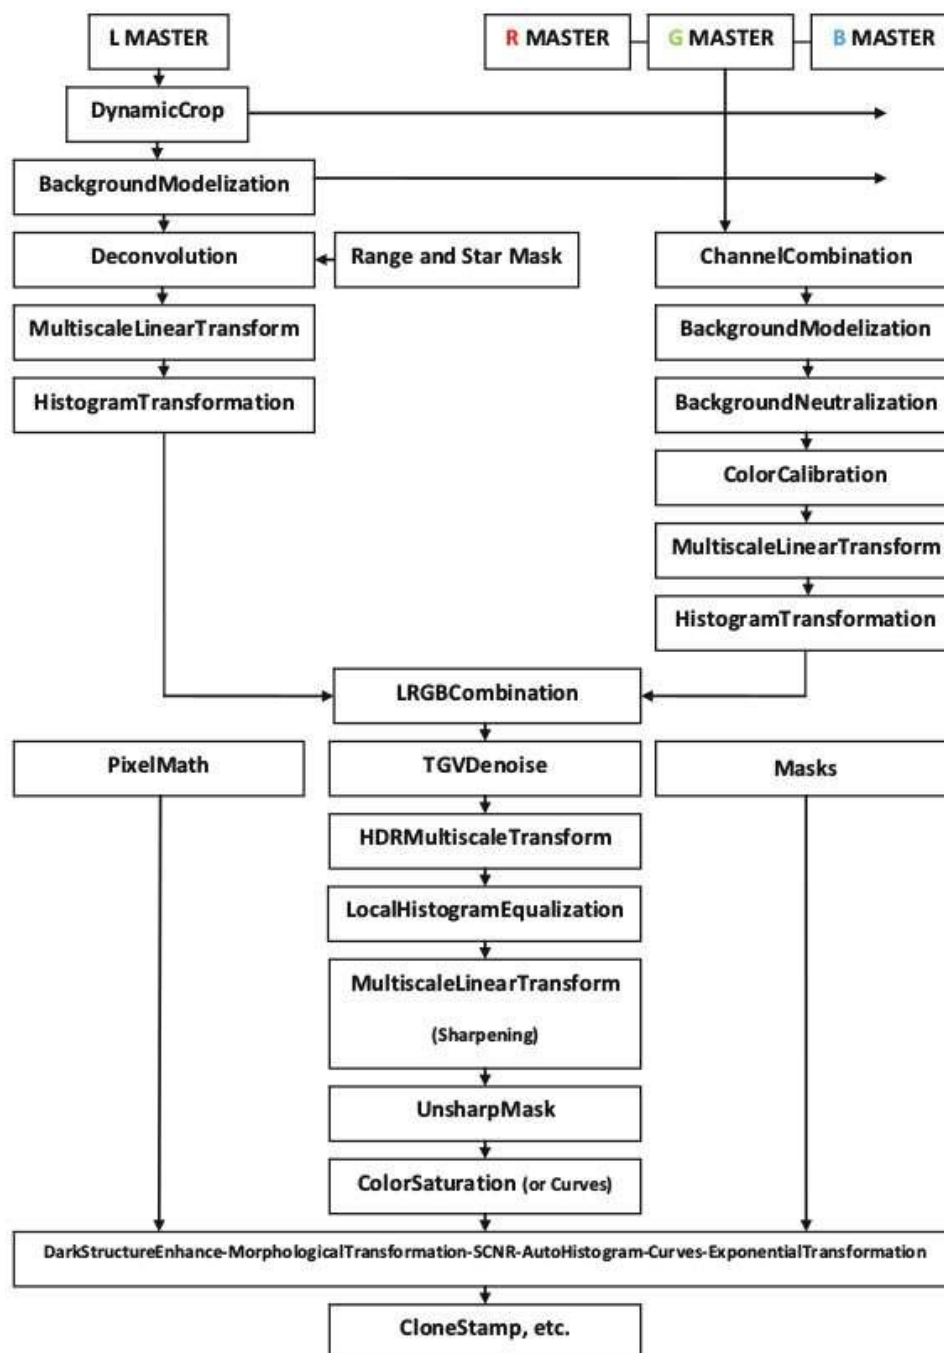 L MASTER
R MASTER
G MASTER
B MASTER
DynamicCrop
BackgroundModelization
Deconvolution
Range and Star Mask
ChannelCombination
MultiscaleLinearTransform
BackgroundModelization
HistogramTransformation
BackgroundNeutralization
ColorCalibration
MultiscaleLinearTransform
HistogramTransformation
LRGBCombination
PixelMath
TGVDenoise
Masks
HDRMultiscaleTransform
LocalHistogramEqualization
MultiscaleLinearTransform
(Sharpening)
UnsharpMask
ColorSaturation (or Curves)
DarkStructureEnhance-MorphologicalTransformation-SCNR-AutoHistogram-Curves-ExponentialTransformation
CloneStamp, etc.